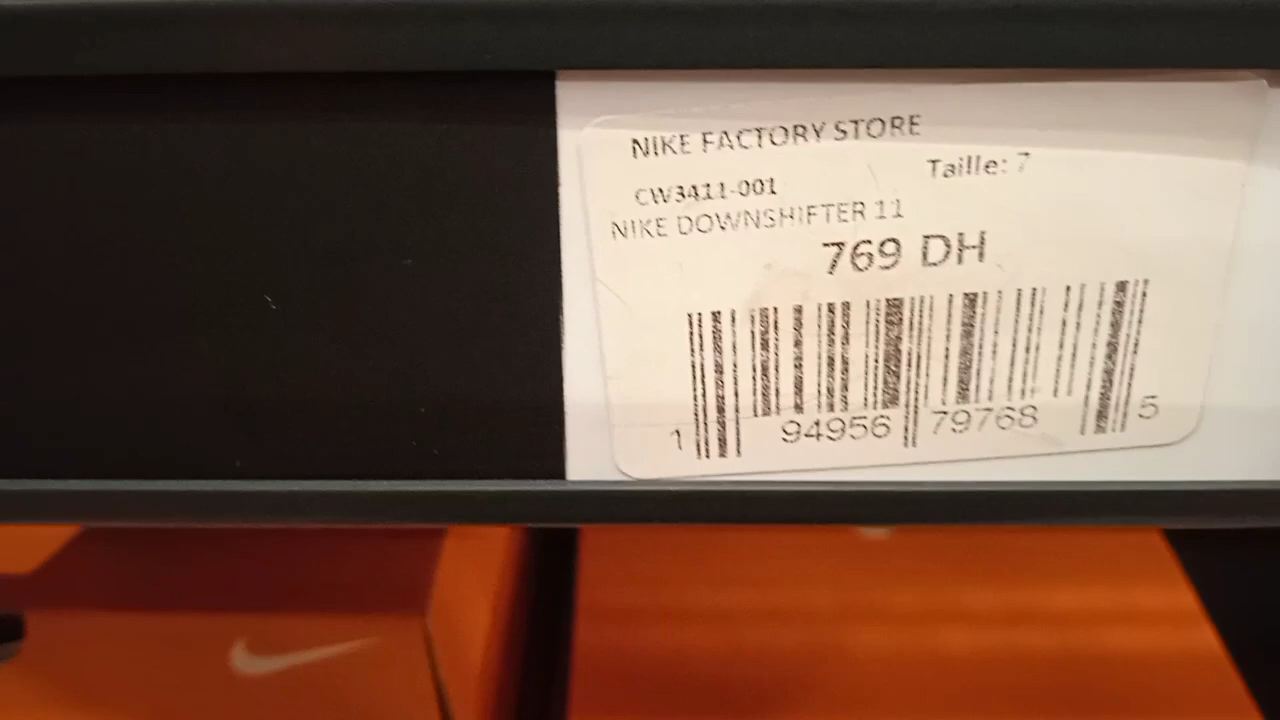 NIKE FACTORY STORE
Taille: 7
CW3411-001
NIKE DOWNSHIFTER 11
769 DH
1 94956 79768 5